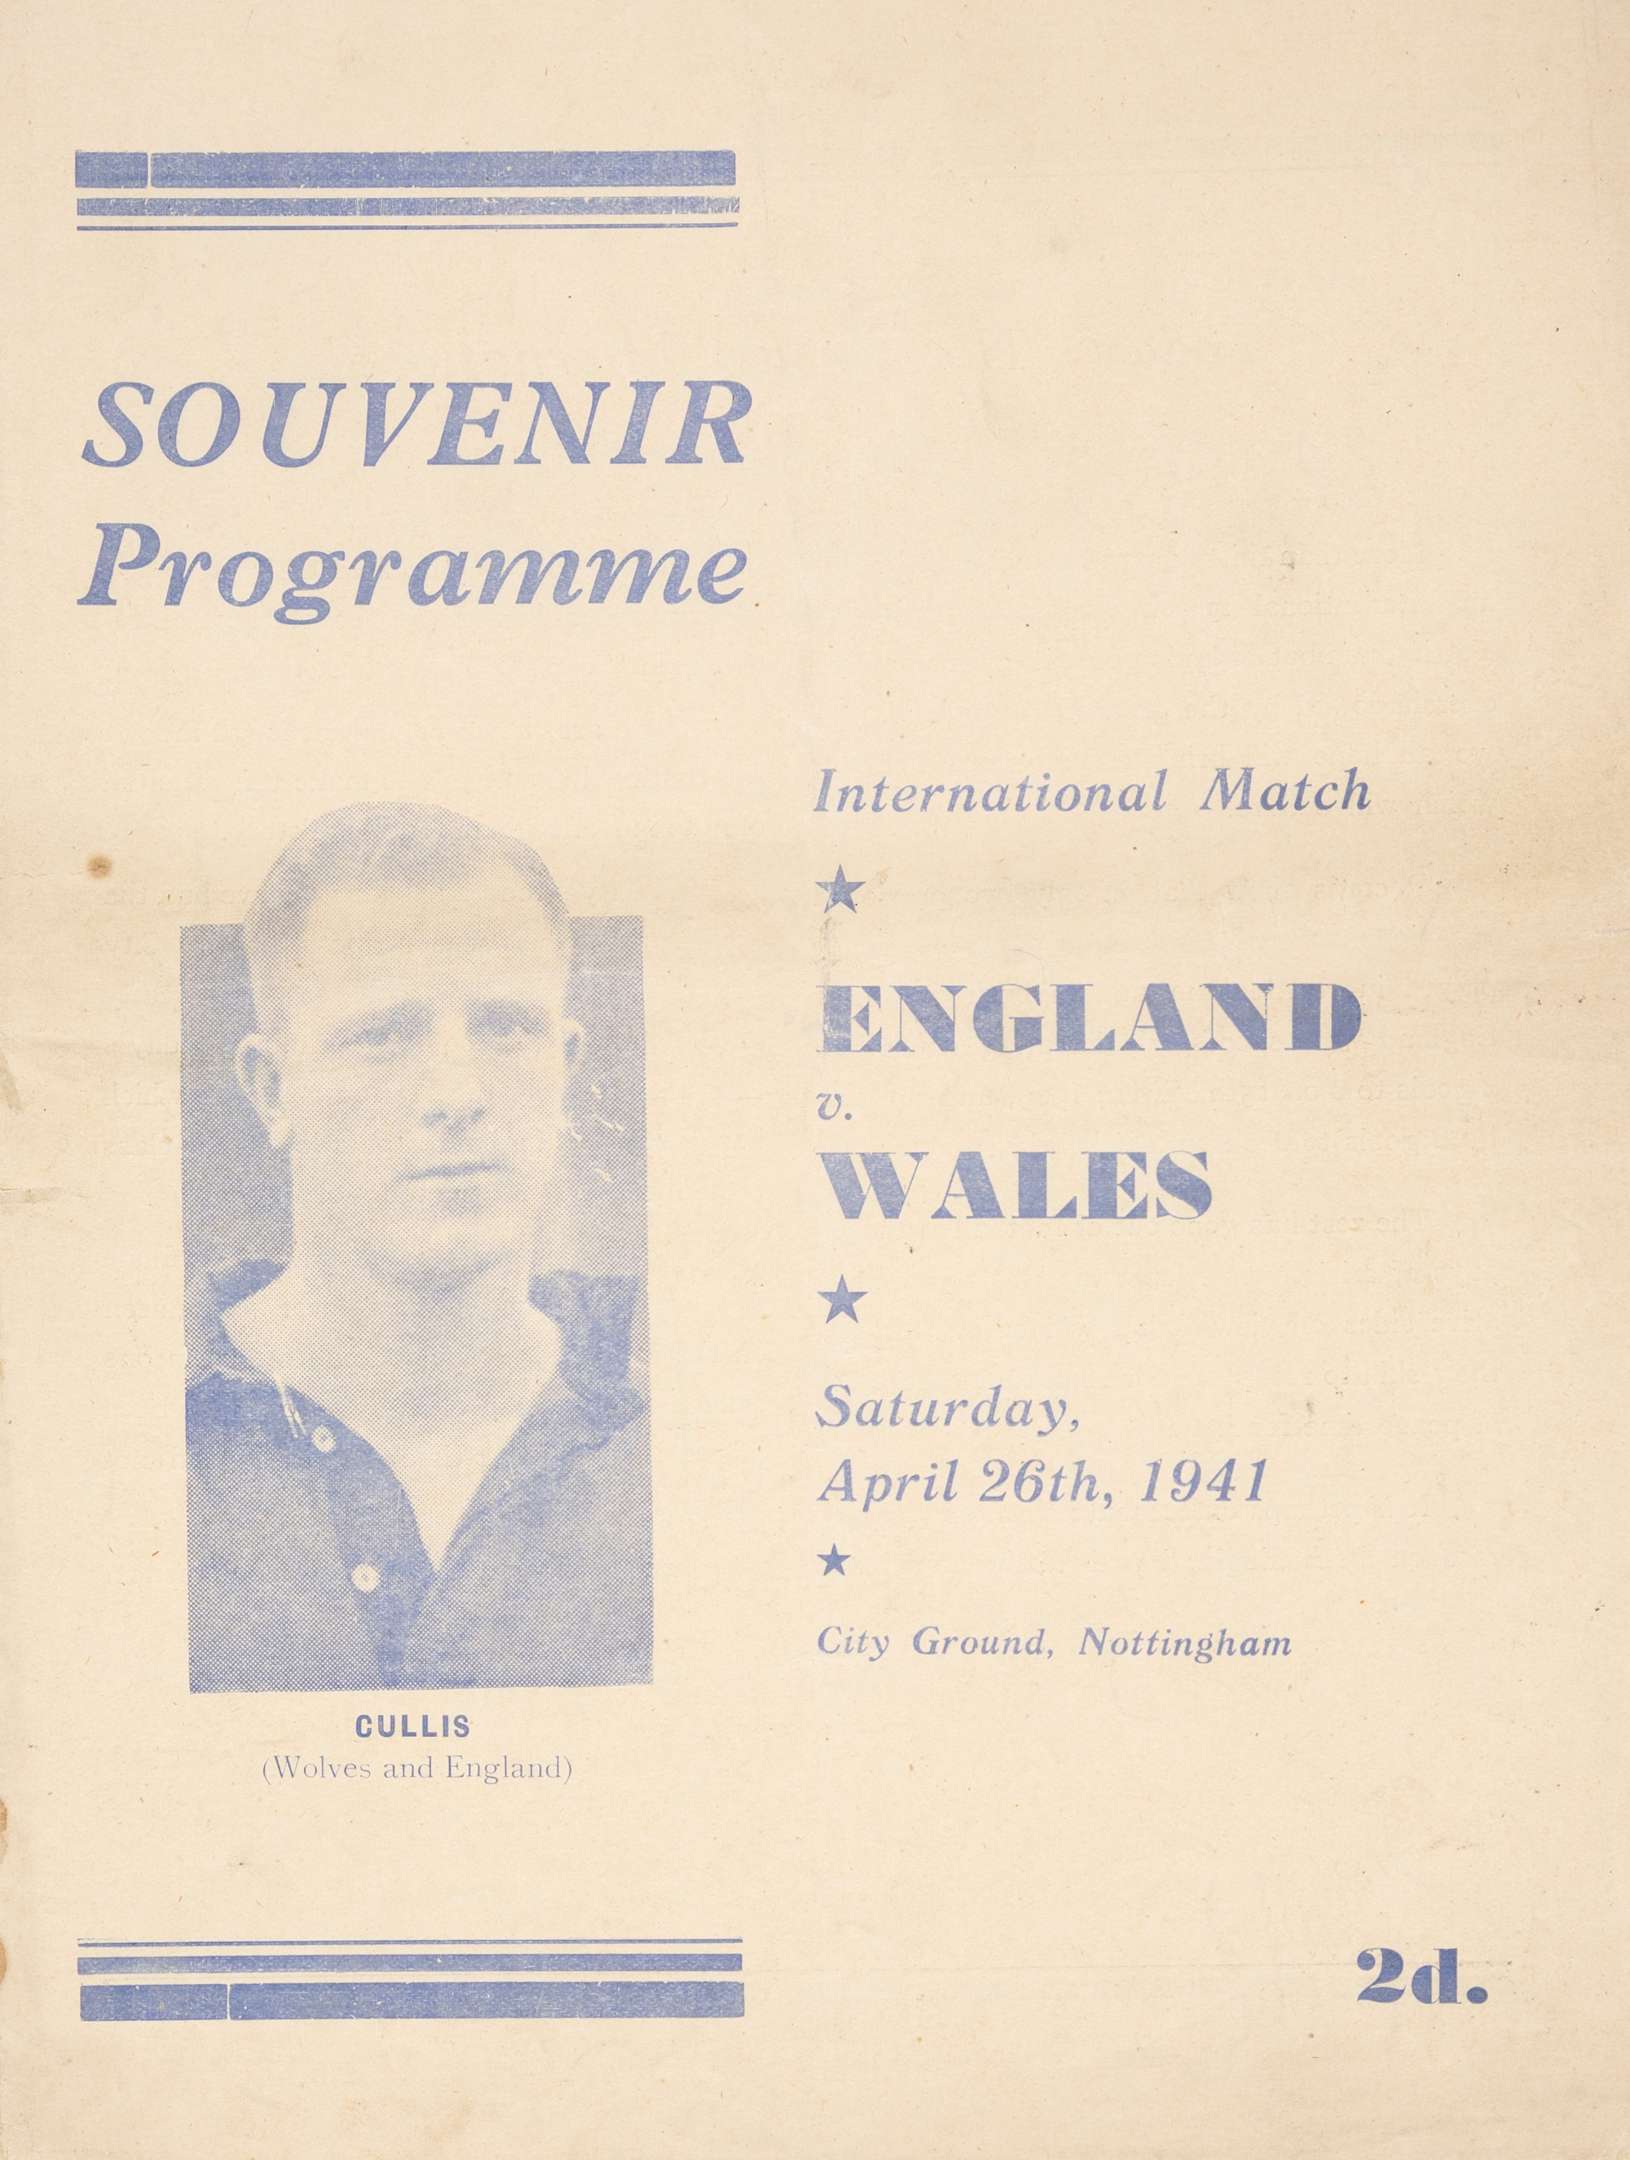 SOUVENIR
Programme
International Match
ENGLAND
v.
WALES
Saturday,
April 26th, 1941
City Ground, Nottingham
CULLIS
(Wolves and England)
2d.